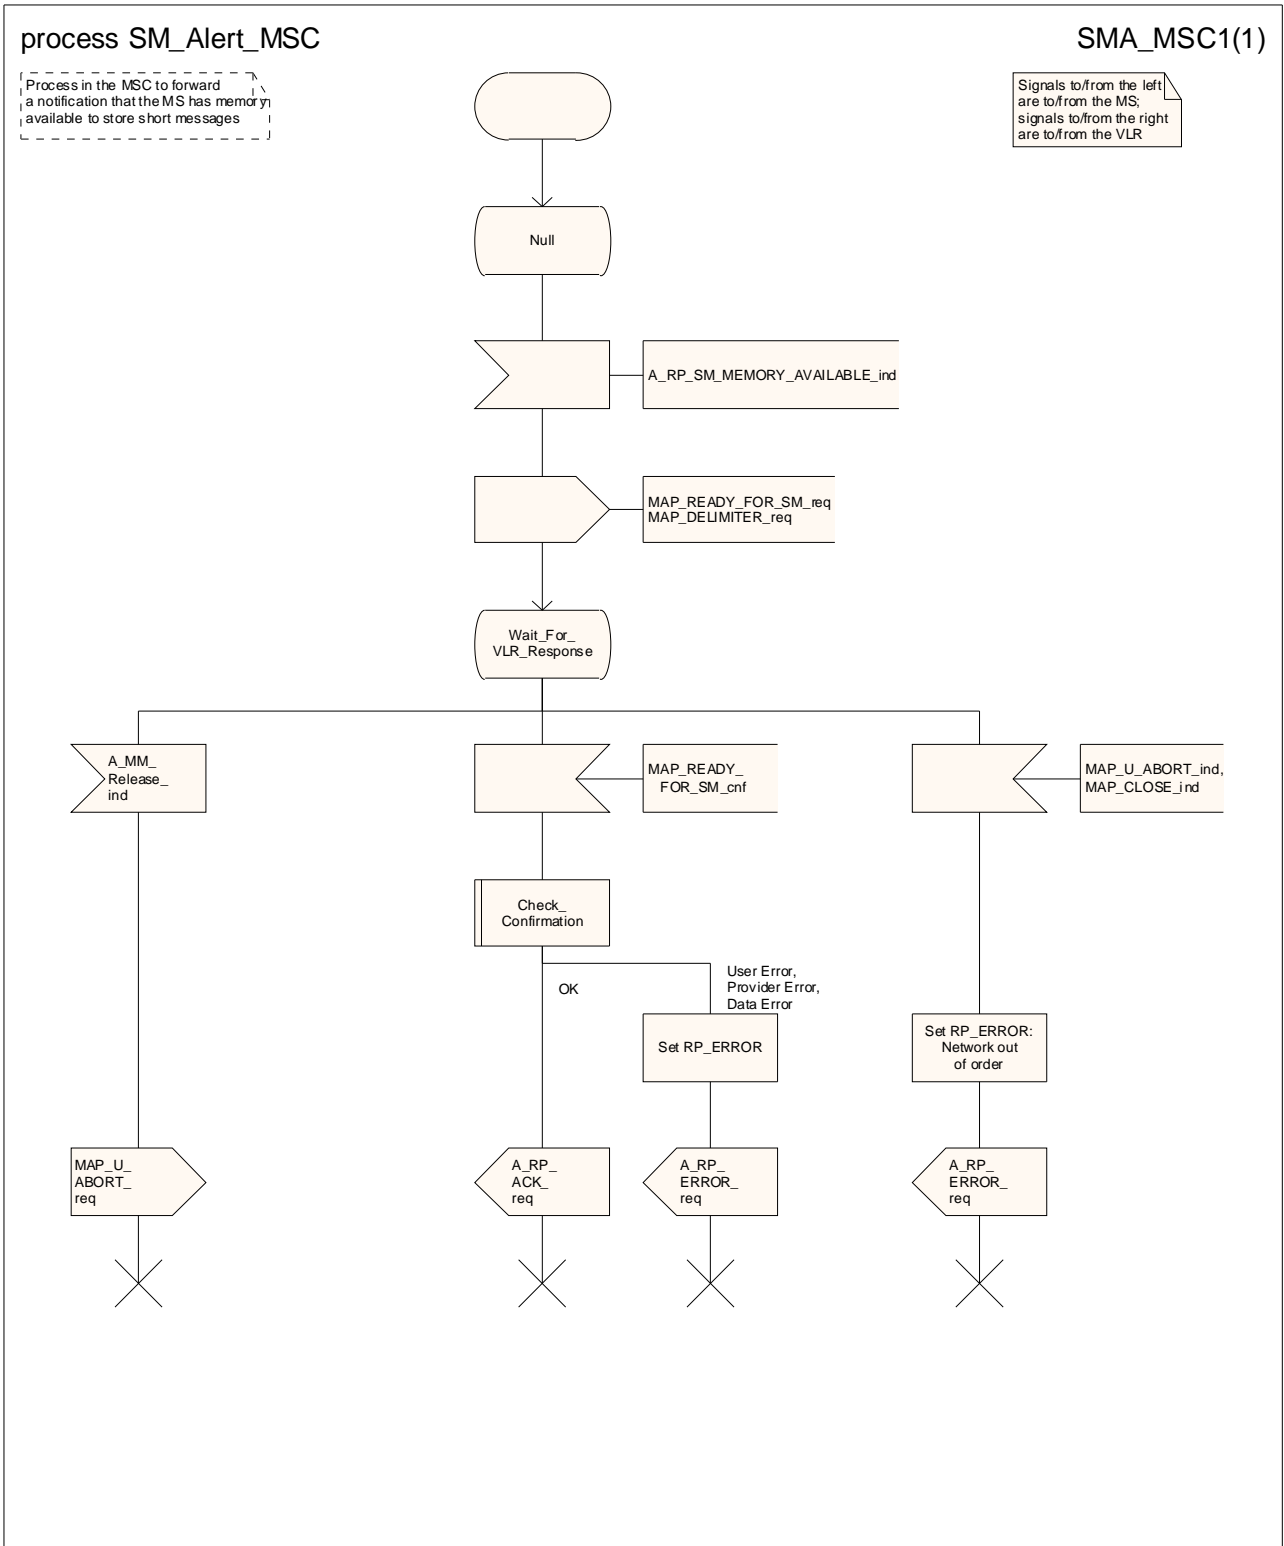 process SM_Alert_MSC
SMA_MSC1(1)
Process in the MSC to forward
a notification that the MS has memory
available to store short messages
Signals to/from the left
are to/from the MS;
signals to/from the right
are to/from the VLR
Null
A_RP_SM_MEMORY_AVAILABLE_ind
MAP_READY_FOR_SM_req
MAP_DELIMITER_req
Wait_For_
VLR_Response
A_MM_
Release_
ind
MAP_READY_
FOR_SM_cnf
MAP_U_ABORT_ind,
MAP_CLOSE_ind
Check_
Confirmation
OK
User Error,
Provider Error,
Data Error
Set RP_ERROR
Set RP_ERROR:
Network out
of order
MAP_U_
ABORT_
req
A_RP_
ACK_
req
A_RP_
ERROR_
req
A_RP_
ERROR_
req